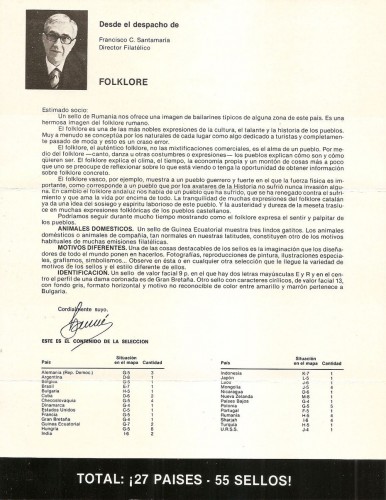 Desde el despacho de
Francisco C. Santamaría
Director Filatélico
FOLKLORE
Estimado socio:
Un sello de Rumania nos ofrece una imagen de bailarines típicos de alguna zona de este país. Es una
hermosa imagen del folklore rumano.
El folklore es una de las más nobles expresiones de la cultura, el talante y la historia de los pueblos.
Muy a menudo se conceptúa por los naturales de cada lugar como algo dedicado a turistas y completamen-
te pasado de moda y esto es un craso error.
El folklore, el auténtico folklore, no las mixtificaciones comerciales, es el alma de un pueblo. Por me-
dio del folklore —canto, danza u otras costumbres o expresiones— los pueblos explican cómo son y cómo
quieren ser. El folklore explica el clima, el tiempo, la economía propia y un montón de cosas más a poco
que uno se preocupe de reflexionar sobre lo que está viendo o tenga la oportunidad de obtener información
sobre folklore concreto.
El folklore vasco, por ejemplo, muestra a un pueblo guerrero y fuerte en el que la fuerza física es im-
portante, como corresponde a un pueblo que por los avatares de la Historia no sufrió nunca invasión algu-
na. En cambio el folklore andaluz nos habla de un pueblo que ha sufrido, que ha renegado contra el sufri-
miento y que ama la vida por encima de todo. La tranquilidad de muchas expresiones del folklore catalán
ya da una idea del sosiego y espíritu laborioso de este pueblo. Y la austeridad y dureza de la meseta traslu-
ce en muchas expresiones folklóricas de los pueblos castellanos.
Podríamos seguir durante mucho tiempo mostrando como el folklore expresa el sentir y palpitar de
los pueblos.
ANIMALES DOMESTICOS. Un sello de Guinea Ecuatorial muestra tres lindos gatitos. Los animales
domésticos o animales de compañía, tan normales en nuestras latitudes, constituyen otro de los motivos
habituales de muchas emisiones filatélicas.
MOTIVOS DIFERENTES. Una de las cosas destacables de los sellos es la imaginación que los diseña-
dores de todo el mundo ponen en hacerlos. Fotografías, reproducciones de pintura, ilustraciones especia-
les, grafismos, simbolismos... Observe en ésta o en cualquier otra selección que le llegue la variedad de
motivos de los sellos y el estilo diferente de ellos.
IDENTIFICACION. Un sello de valor facial 9 p, en el que hay dos letras mayúsculas E y R y en el cen-
tro el perfil de una dama coronada es de Gran Bretaña. Otro sello con caracteres cirílicos, de valor facial 13,
con fondo gris, formato horizontal y motivo no reconocible de color entre amarillo y marrón pertenece a
Bulgaria.
Cordialmente suyo,
ESTE ES EL CONTENIDO DE LA SELECCION
País Situación en el mapa Cantidad
Alemania (Rep. Democ.) G-5 3
Argentina
Bélgica
Brasil
Bulgaria
Cuba
Checoslovaquia
Dinamarca
Estados Unidos
Francia
Gran Bretaña
Guinea Ecuatorial
Hungría
India
País Situación en el mapa Cantidad
Indonesia
Japón
Luxz.
Mongolia
Nicaragua
Nueva Zelanda
Países Bajos
Polonia
Portugal
Rumania
Sharjah
Turquía
U.R.S.S.
TOTAL: ¡27 PAISES - 55 SELLOS!